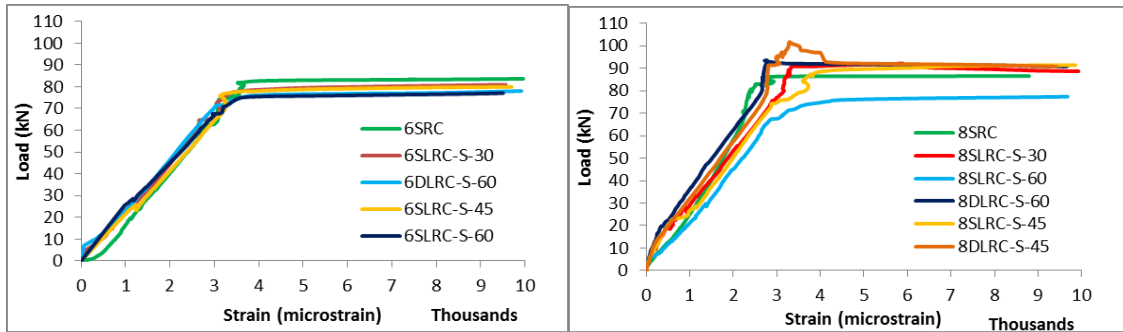 110
100
90
80
70
60
50
40
30
20
10
0
Load (kN)
6SRC
6SLRC-S-30
6DLRC-S-60
6SLRC-S-45
6SLRC-S-60
0 1 2 3 4 5 6 7 8 9 10
Strain (microstrain) Thousands
110
100
90
80
70
60
50
40
30
20
10
0
Load (kN)
8SRC
8SLRC-S-30
8SLRC-S-60
8DLRC-S-60
8SLRC-S-45
8DLRC-S-45
0 1 2 3 4 5 6 7 8 9 10
Strain (microstrain) Thousands